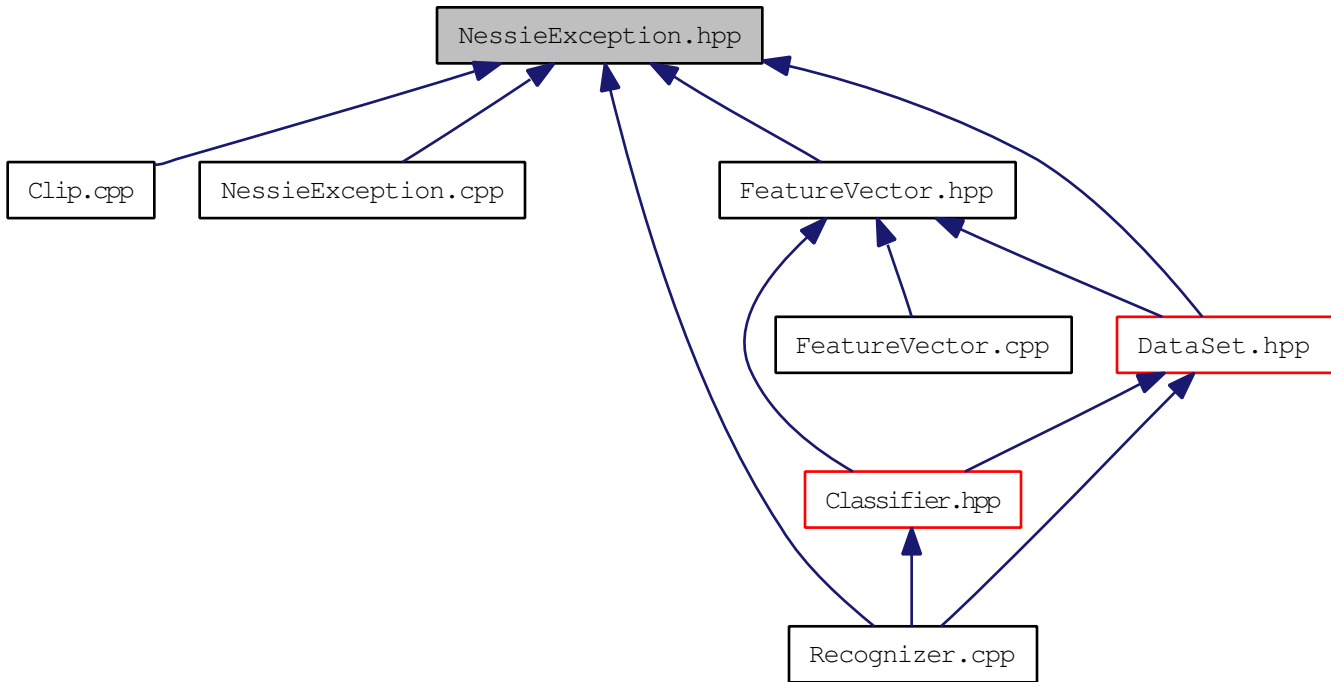 NessieException.hpp
Clip.cpp
NessieException.cpp
FeatureVector.hpp
FeatureVector.cpp
DataSet.hpp
Classifier.hpp
Recognizer.cpp